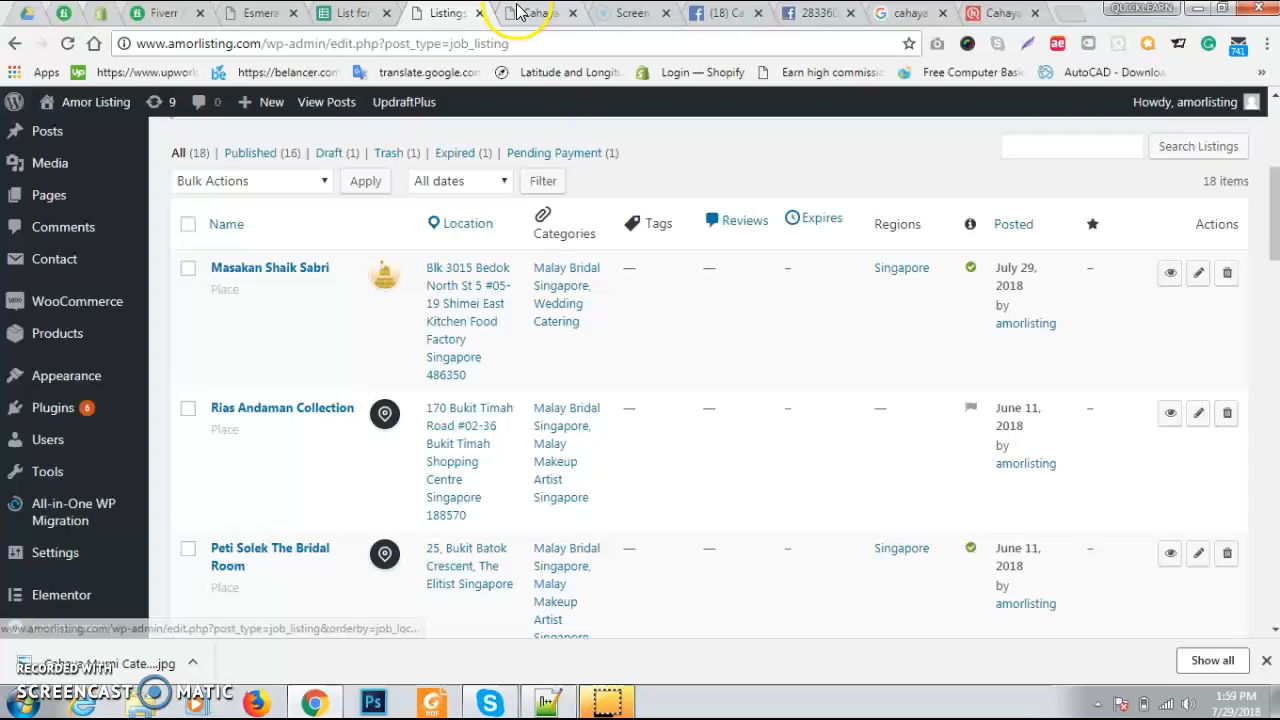 Fiverr
Esmera
List for
Listings
Cahaya
Screen
(18) Ca
28336
cahaya
Cahaya
QUICKLEARN
www.amorlisting.com/wp-admin/edit.php?post_type=job_listing
741
Apps
https://www.upwor
https://belancer.com
translate.google.com
Latitude and Longit
Login — Shopify
Earn high commissic
Free Computer Basi
AutoCAD - Downloa
Amor Listing
9
0
New
View Posts
UpdraftPlus
Howdy, amorlisting
Posts
Media
Pages
Comments
Contact
WooCommerce
Products
Appearance
Plugins 6
Users
Tools
All-in-One WP
Migration
Settings
Elementor
All (18) | Published (16) | Draft (1) | Trash (1) | Expired (1) | Pending Payment (1)
Search Listings
Bulk Actions
Apply
All dates
Filter
18 items
Name
Location
Categories
Tags
Reviews
Expires
Regions
Posted
Actions
Masakan Shaik Sabri
Place
Blk 3015 Bedok
North St 5 #05-
19 Shimei East
Kitchen Food
Factory
Singapore
486350
Malay Bridal
Singapore,
Wedding
Catering
—
—
–
Singapore
July 29,
2018
by
amorlisting
–
Rias Andaman Collection
Place
170 Bukit Timah
Road #02-36
Bukit Timah
Shopping
Centre
Singapore
188570
Malay Bridal
Singapore,
Malay
Makeup
Artist
Singapore
—
—
–
—
June 11,
2018
by
amorlisting
–
Peti Solek The Bridal
Room
Place
25, Bukit Batok
Crescent, The
Elitist Singapore
Malay Bridal
Singapore,
Malay
Makeup
Artist
Singapore
—
—
–
Singapore
June 11,
2018
by
amorlisting
–
www.amorlisting.com/wp-admin/edit.php?post_type=job_listing&orderby=job_loc...
Cate....jpg
Show all
RECORDED WITH
SCREENCAST MATIC
PDF
1:59 PM
7/29/2018